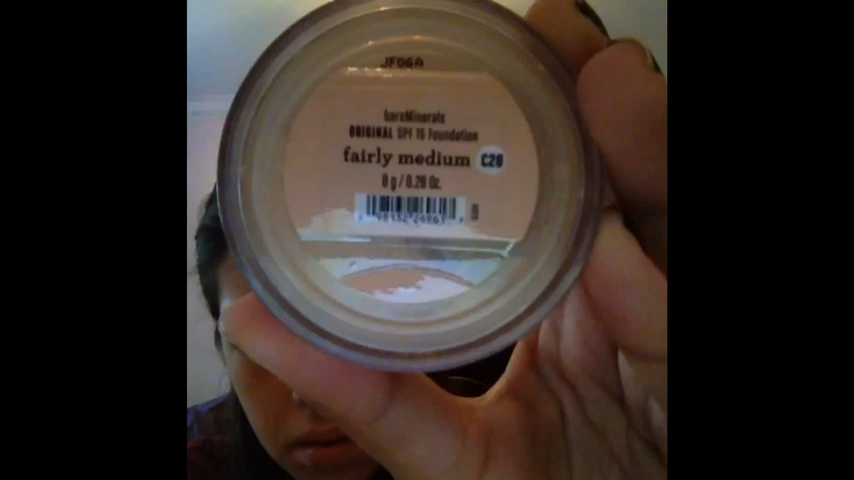 JF06A
bareMinerals
ORIGINAL SPF 15 Foundation
fairly medium C20
8 g / 0.28 Oz.